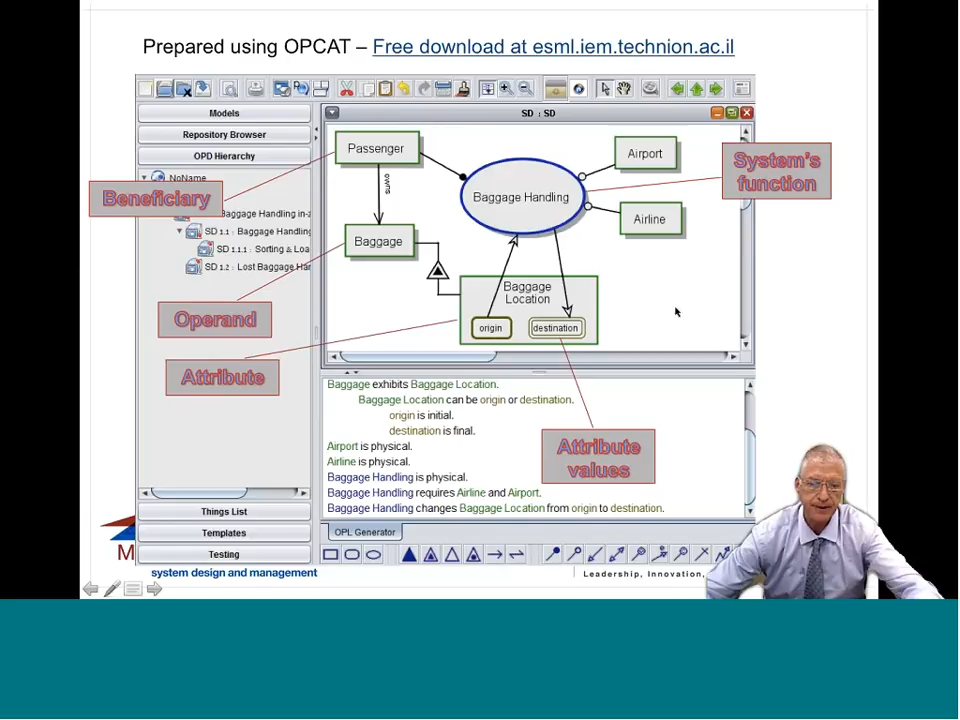 Prepared using OPCAT – Free download at esml.iem.technion.ac.il
SD : SD
Models
Repository Browser
OPD Hierarchy
NoName
Baggage Handling in-z
SD 1.1 : Baggage Handling
SD 1.1.1 : Sorting & Loa
SD 1.2 : Lost Baggage Har
Things List
Templates
Testing
Beneficiary
Operand
Attribute
System's
function
Attribute
values
Passenger
owns
Baggage
Baggage Handling
Airport
Airline
Baggage
Location
origin
destination
Baggage exhibits Baggage Location.
Baggage Location can be origin or destination.
origin is initial.
destination is final.
Airport is physical.
Airline is physical.
Baggage Handling is physical.
Baggage Handling requires Airline and Airport.
Baggage Handling changes Baggage Location from origin to destination.
OPL Generator
M
system design and management
Leadership, Innovation,